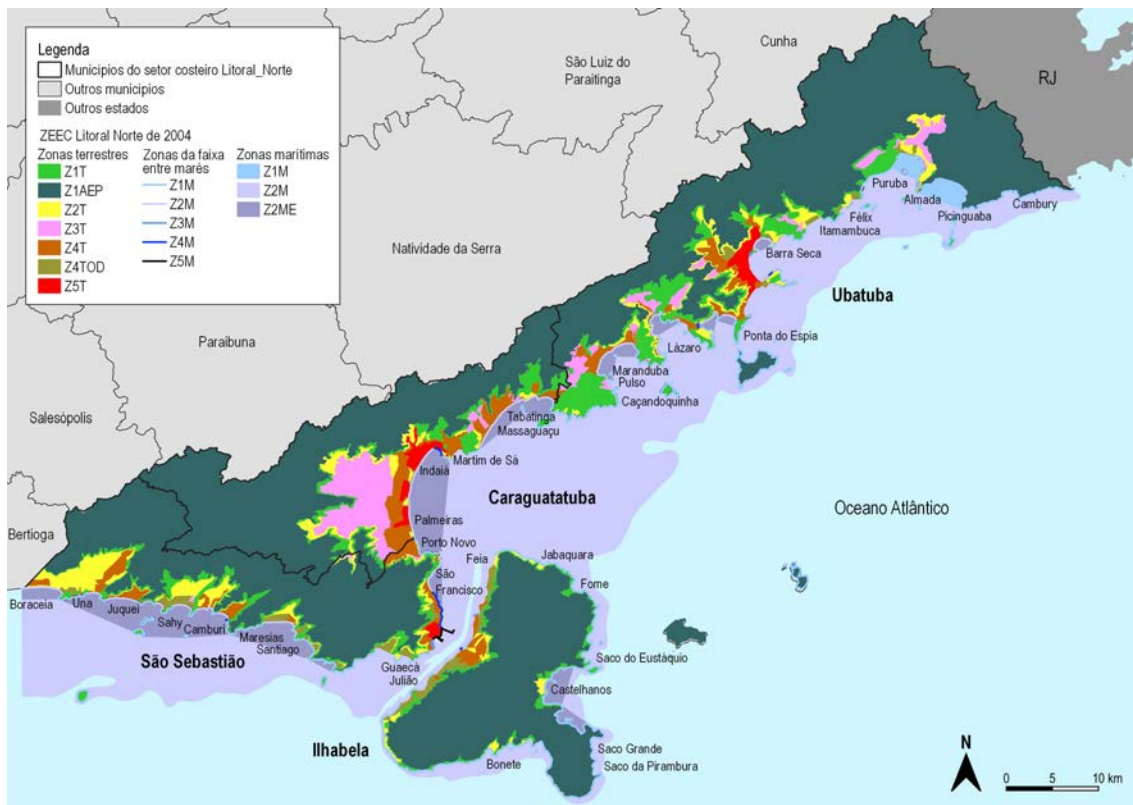 Legenda
Municípios do setor costeiro Litoral_Norte
Outros municipios
Outros estados
ZEEC Litoral Norte de 2004
Zonas terrestres
Z1T
Z1AEP
Z2T
Z3T
Z4T
Z4TOD
Z5T
Zonas da faixa
entre marés
Z1M
Z2M
Z3M
Z4M
Z5M
Zonas marítimas
Z1M
Z2M
Z2ME
Cunha
São Luiz do
Paraitinga
RJ
Natividade da Serra
Paraibuna
Salesópolis
Bertioga
Puruba
Almada
Cambury
Picinguaba
Félix
Itamambuca
Barra Seca
Ubatuba
Ponta do Espia
Lázaro
Maranduba
Pulso
Caçandoquinha
Tabatinga
Massaguaçu
Martim de Sá
Indaiá
Caraguatatuba
Oceano Atlântico
Palmeiras
Porto Novo
Feia
Jabaquara
São
Francisco
Fome
Boraceia
Una
Juquei
Sahy
Camburi
Maresias
Santiago
São Sebastião
Guaecá
Julião
Saco do Eustáquio
Castelhanos
Ilhabela
Bonete
Saco Grande
Saco da Pirambura
N
0 5 10 km